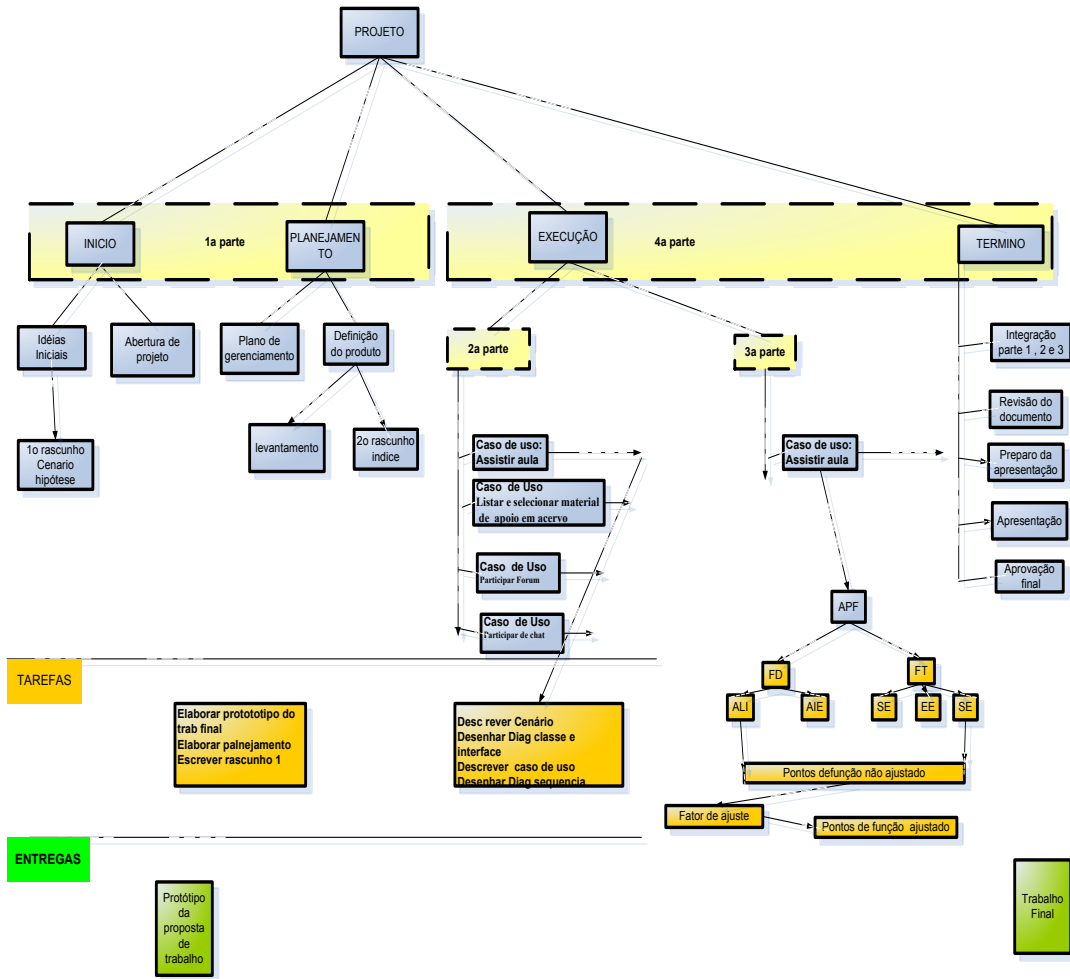 PROJETO
INICIO
1a parte
PLANEJAMEN
TO
EXECUÇÃO
4a parte
TERMINO
Idéias
Iniciais
Abertura de
projeto
Plano de
gerenciamento
Definição
do produto
2a parte
3a parte
Integração
parte 1 , 2 e 3
Revisão do
documento
Preparo da
apresentação
Apresentação
Aprovação
final
1o rascunho
Cenario
hipótese
levantamento
2o rascunho
indice
Caso de uso:
Assistir aula
Caso de Uso
Listar e selecionar material
de apoio em acervo
Caso de Uso
Participar Forum
Caso de Uso
Participar de chat
Caso de uso:
Assistir aula
APF
FD
FT
ALI
AIE
SE
EE
SE
Pontos defunção não ajustado
Fator de ajuste
Pontos de função ajustado
TAREFAS
Elaborar protototipo do
trab final
Elaborar palnejamento
Escrever rascunho 1
Desc rever Cenário
Desenhar Diag classe e
interface
Descrever caso de uso
Desenhar Diag sequencia
ENTREGAS
Protótipo
da
proposta
de
trabalho
Trabalho
Final